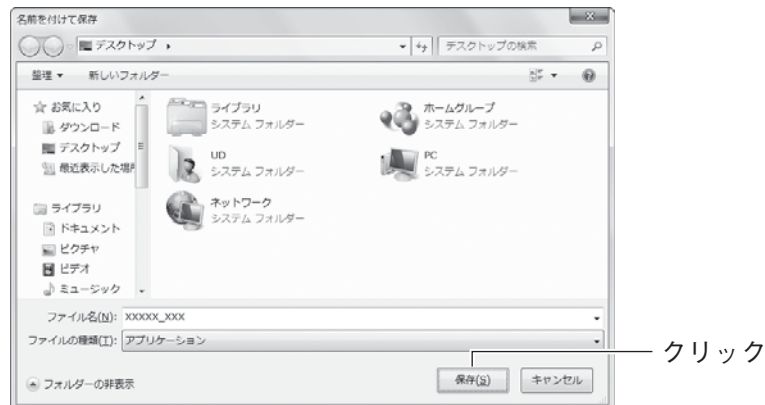 名前を付けて保存
デスクトップ
デスクトップの検索
整理 新しいフォルダー
お気に入り
ダウンロード
デスクトップ
最近表示した場所
ライブラリ
ドキュメント
ピクチャ
ビデオ
ミュージック
ライブラリ
システム フォルダー
ホームグループ
システム フォルダー
UD
システム フォルダー
PC
システム フォルダー
ネットワーク
システム フォルダー
ファイル名(N): XXXXX_XXX
ファイルの種類(T): アプリケーション
フォルダーの非表示
保存(S)
キャンセル
クリック